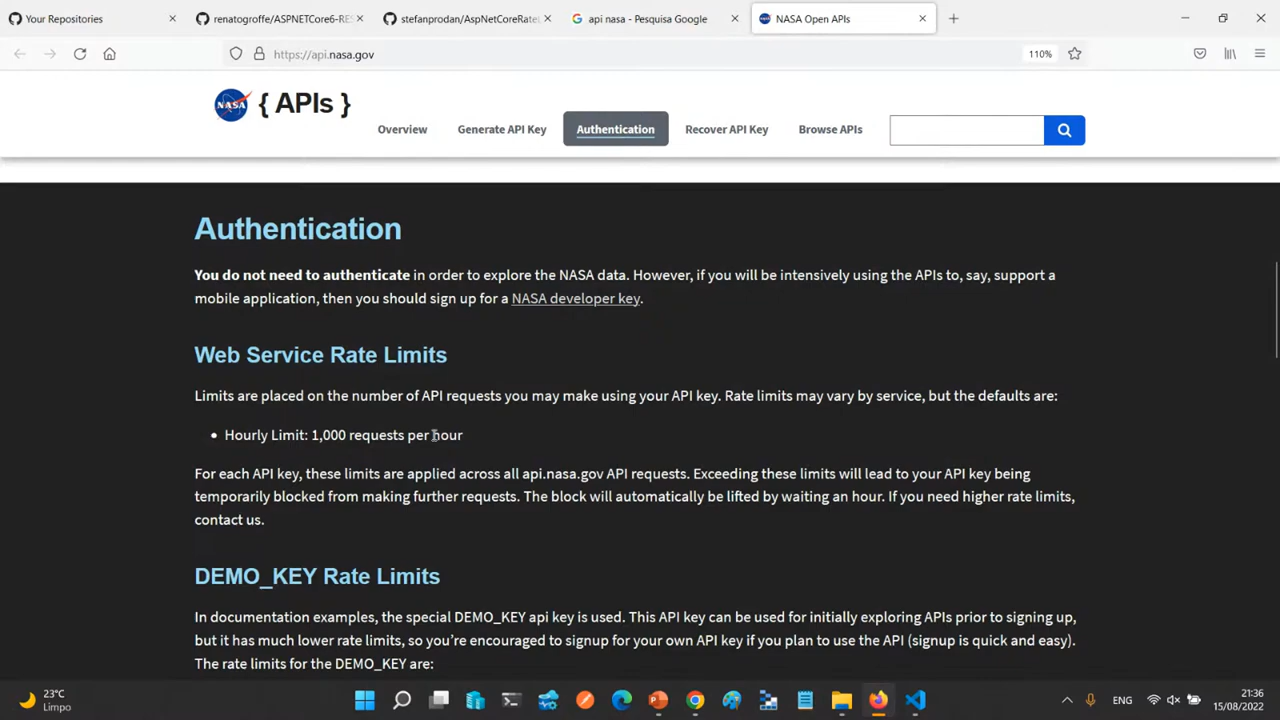 Your Repositories
renatogroffe/ASPNETCore6-RES
stefanprodan/AspNetCoreRateL
api nasa - Pesquisa Google
NASA Open APIs
https://api.nasa.gov
110%
NASA
{ APIs }
Overview
Generate API Key
Authentication
Recover API Key
Browse APIs
Authentication
You do not need to authenticate in order to explore the NASA data. However, if you will be intensively using the APIs to, say, support a
mobile application, then you should sign up for a NASA developer key.
Web Service Rate Limits
Limits are placed on the number of API requests you may make using your API key. Rate limits may vary by service, but the defaults are:
• Hourly Limit: 1,000 requests per hour
For each API key, these limits are applied across all api.nasa.gov API requests. Exceeding these limits will lead to your API key being
temporarily blocked from making further requests. The block will automatically be lifted by waiting an hour. If you need higher rate limits,
contact us.
DEMO_KEY Rate Limits
In documentation examples, the special DEMO_KEY api key is used. This API key can be used for initially exploring APIs prior to signing up,
but it has much lower rate limits, so you’re encouraged to signup for your own API key if you plan to use the API (signup is quick and easy).
The rate limits for the DEMO_KEY are:
23°C
Limpo
ENG
21:36
15/08/2022